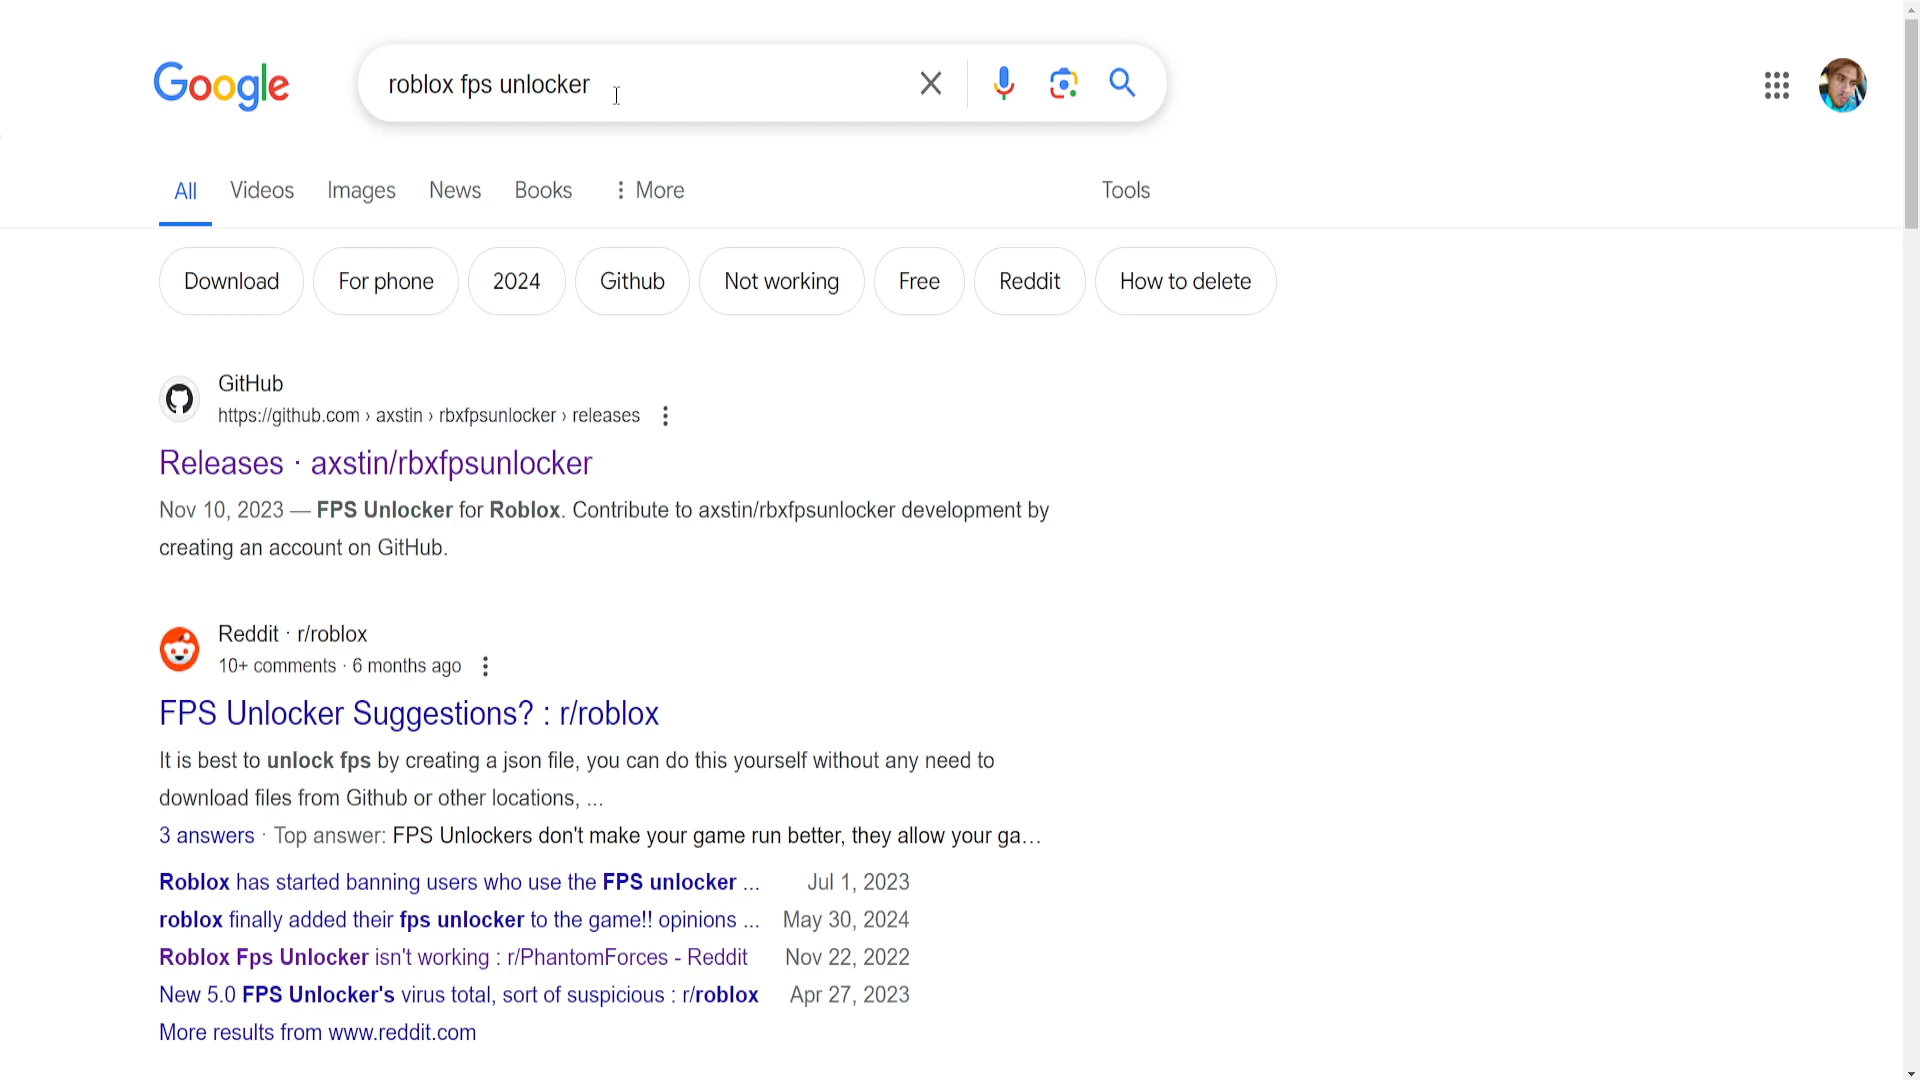 Google
roblox fps unlocker
All Videos Images News Books More Tools
Download For phone 2024 Github Not working Free Reddit How to delete
GitHub
https://github.com › axstin › rbxfpsunlocker › releases
Releases · axstin/rbxfpsunlocker
Nov 10, 2023 — FPS Unlocker for Roblox. Contribute to axstin/rbxfpsunlocker development by
creating an account on GitHub.
Reddit · r/roblox
10+ comments · 6 months ago
FPS Unlocker Suggestions? : r/roblox
It is best to unlock fps by creating a json file, you can do this yourself without any need to
download files from Github or other locations, ...
3 answers · Top answer: FPS Unlockers don't make your game run better, they allow your ga...
Roblox has started banning users who use the FPS unlocker ... Jul 1, 2023
roblox finally added their fps unlocker to the game!! opinions ... May 30, 2024
Roblox Fps Unlocker isn't working : r/PhantomForces - Reddit Nov 22, 2022
New 5.0 FPS Unlocker's virus total, sort of suspicious : r/roblox Apr 27, 2023
More results from www.reddit.com